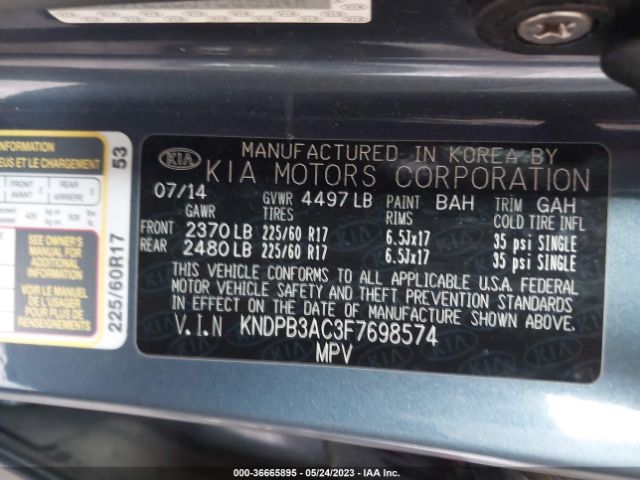 INFORMATION
EUS ET LE CHARGEMENT
53
FRONT
AVANT
2
REAR
ARRIÈRE
SEE OWNER'S
MANUAL FOR
ADDITIONAL
INFORMATION
VOIR LE MANUEL
DE L'USAGER
POUR PLUS DE
RENSEIGNEMENTS
225/60R17
KIA
MANUFACTURED IN KOREA BY
KIA MOTORS CORPORATION
07/14 GVWR 4497 LB PAINT BAH TRIM GAH
GAWR TIRES RIMS COLD TIRE INFL
FRONT 2370 LB 225/60 R17 6.5Jx17 35 psi SINGLE
REAR 2480 LB 225/60 R17 6.5Jx17 35 psi SINGLE
THIS VEHICLE CONFORMS TO ALL APPLICABLE U.S.A. FEDERAL
MOTOR VEHICLE SAFETY AND THEFT PREVENTION STANDARDS
IN EFFECT ON THE DATE OF MANUFACTURE SHOWN ABOVE.
V.I.N KNDPB3AC3F7698574
MPV
000-36665895 - 05/24/2023 - IAA Inc.